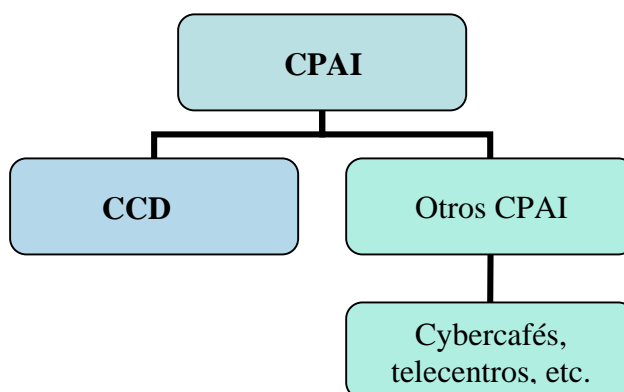 CPAI
CCD
Otros CPAI
Cybercafés,
telecentros, etc.